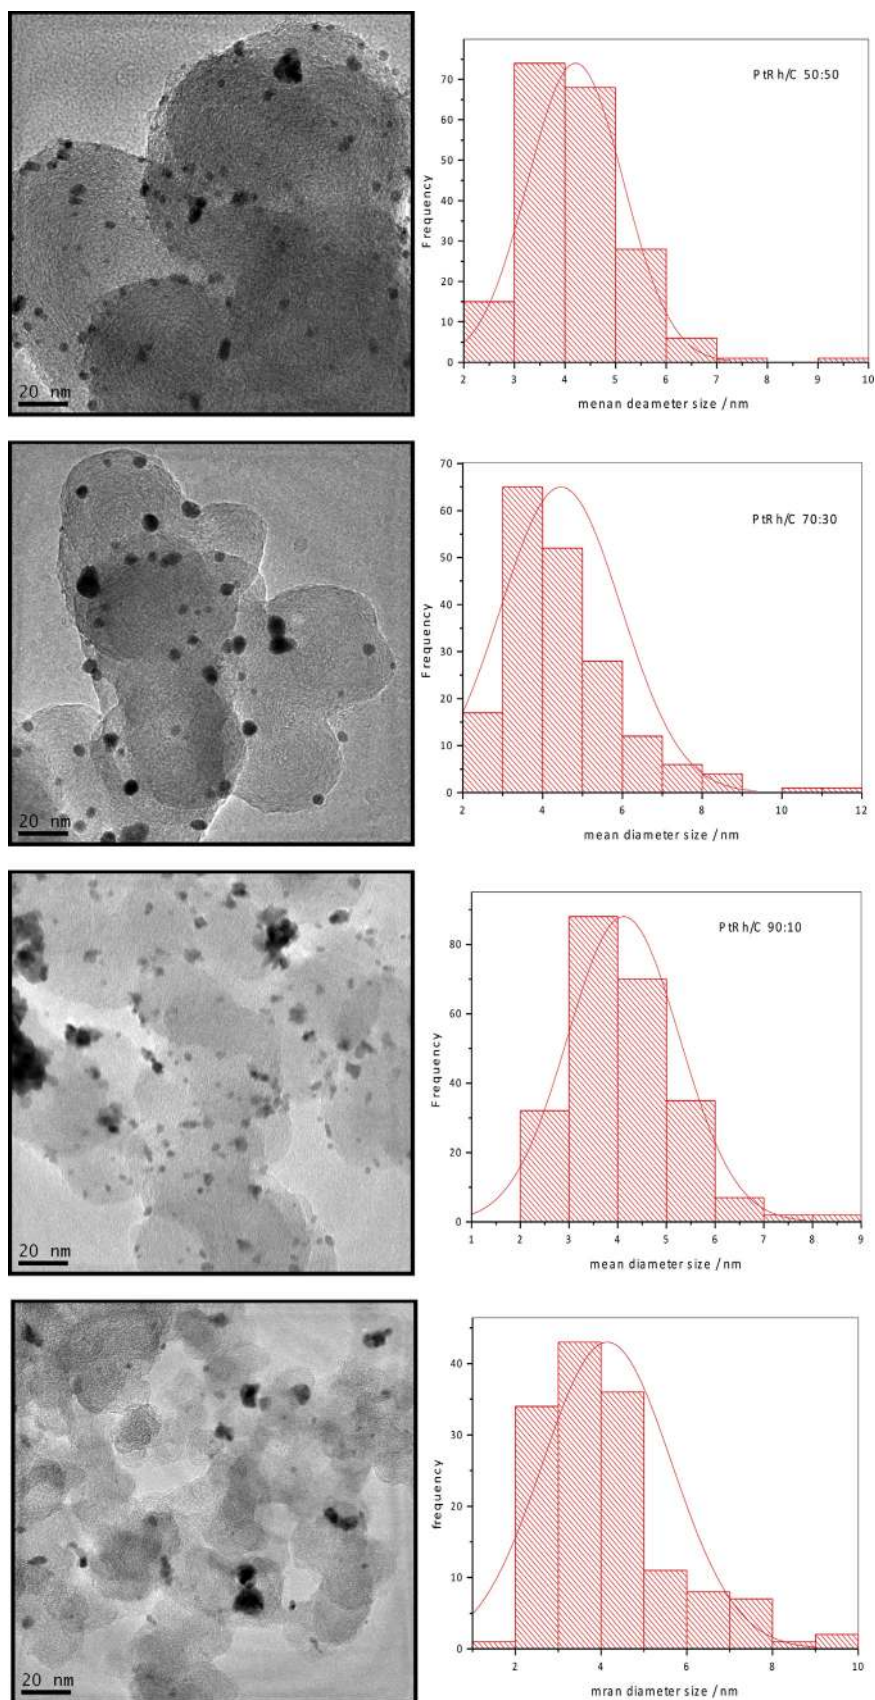 20 nm
PtRh/C 50:50
Frequency
70
60
50
40
30
20
10
0
2 3 4 5 6 7 8 9 10
menan deameter size / nm
20 nm
PtRh/C 70:30
Frequency
70
60
50
40
30
20
10
0
2 4 6 8 10 12
mean diameter size / nm
20 nm
PtRh/C 90:10
Frequency
80
60
40
20
0
1 2 3 4 5 6 7 8 9
mean diameter size / nm
20 nm
frequency
40
30
20
10
0
2 4 6 8 10
mran diameter size / nm